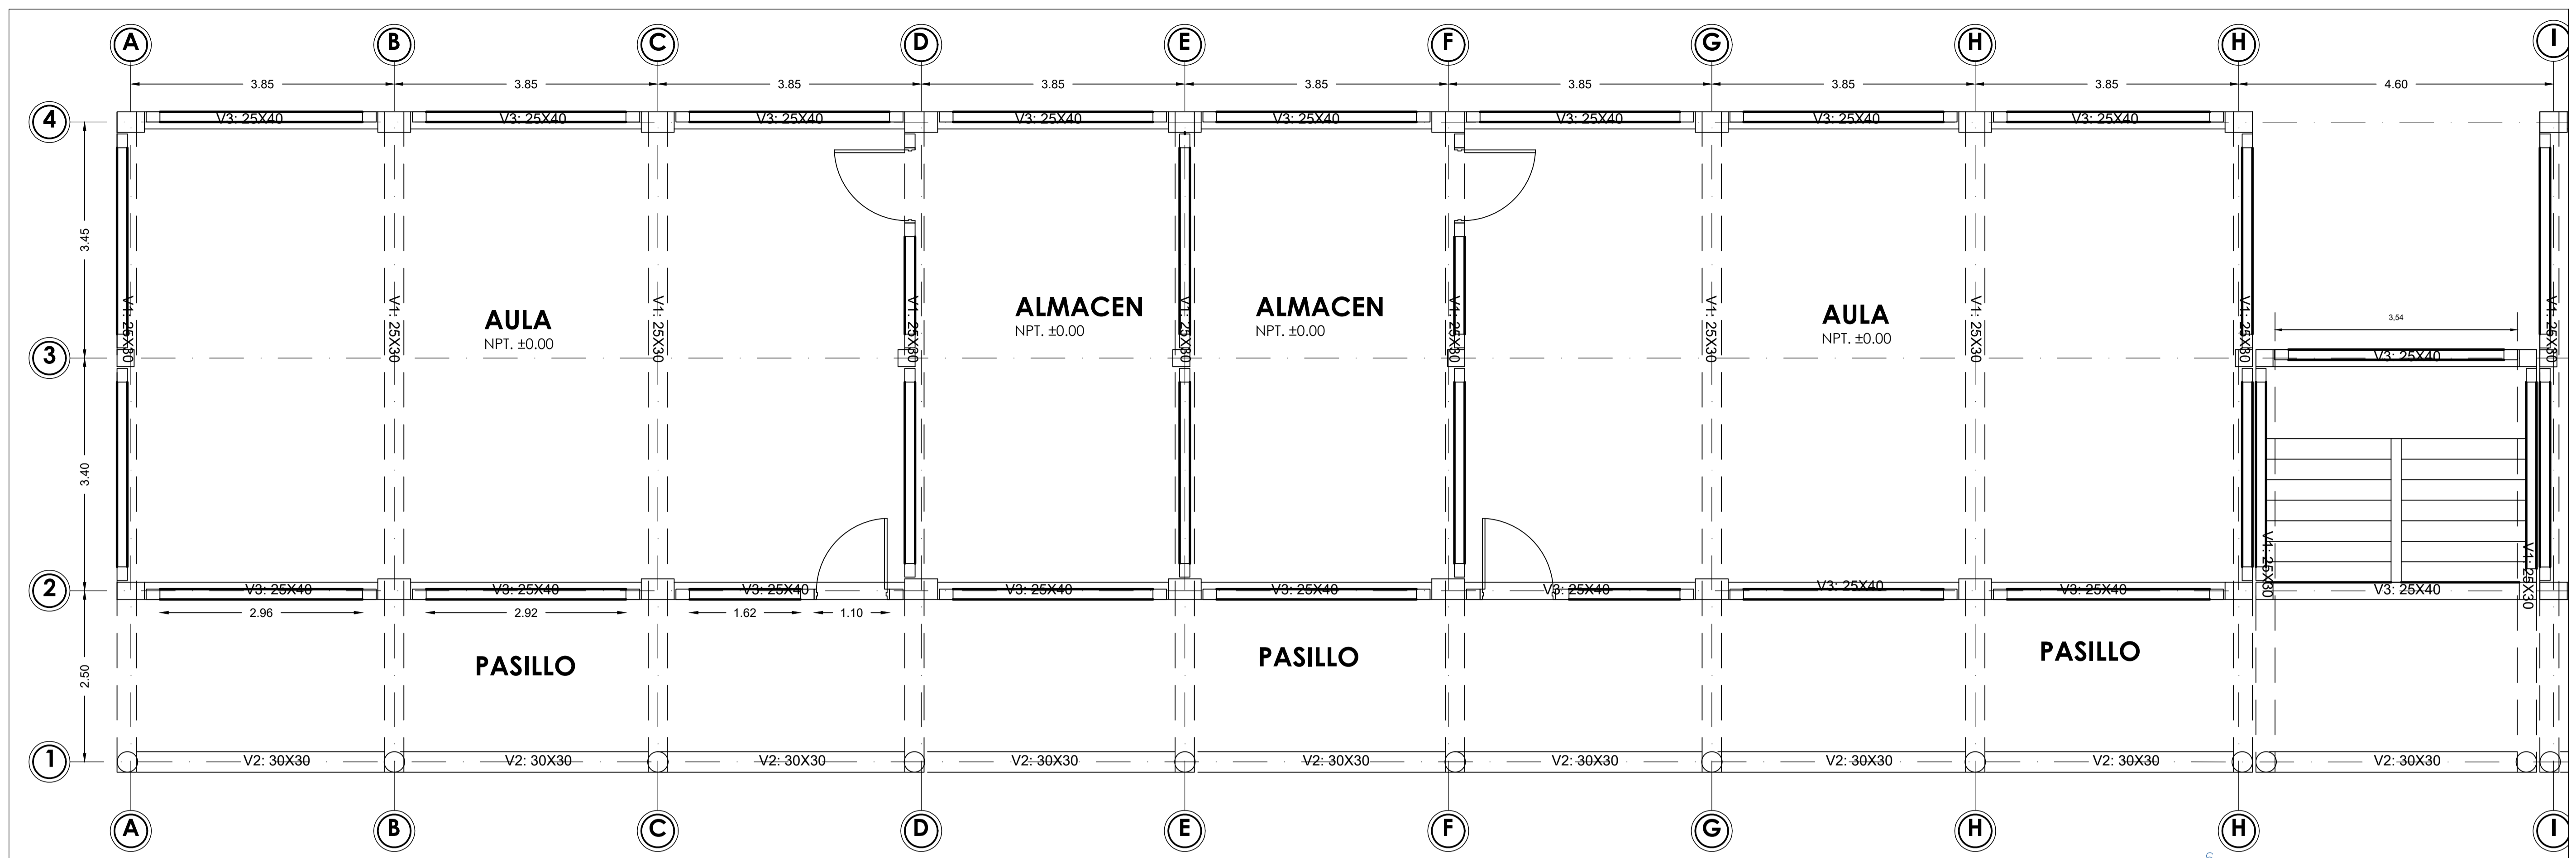 A B C D E F G H H I
3.85 3.85 3.85 3.85 3.85 3.85 3.85 3.85 4.60
4 V3: 25X40 V3: 25X40 V3: 25X40 V3: 25X40 V3: 25X40 V3: 25X40 V3: 25X40 V3: 25X40
3.45
V1: 25X30 V1: 25X30 V1: 25X30 V1: 25X30 V1: 25X30 V1: 25X30 V1: 25X30 V1: 25X30 V1: 25X30 V1: 25X30
AULA ALMACEN ALMACEN AULA
NPT. ±0.00 NPT. ±0.00 NPT. ±0.00 NPT. ±0.00
3,54
3 V3: 25X40
3.40
V1: 25X30 V1: 25X30
2 V3: 25X40 V3: 25X40 V3: 25X40 V3: 25X40 V3: 25X40 V3: 25X40 V3: 25X40 V3: 25X40 V3: 25X40
2.96 2.92 1.62 1.10
2.50
PASILLO PASILLO PASILLO
1 V2: 30X30 V2: 30X30 V2: 30X30 V2: 30X30 V2: 30X30 V2: 30X30 V2: 30X30 V2: 30X30 V2: 30X30
A B C D E F G H H I